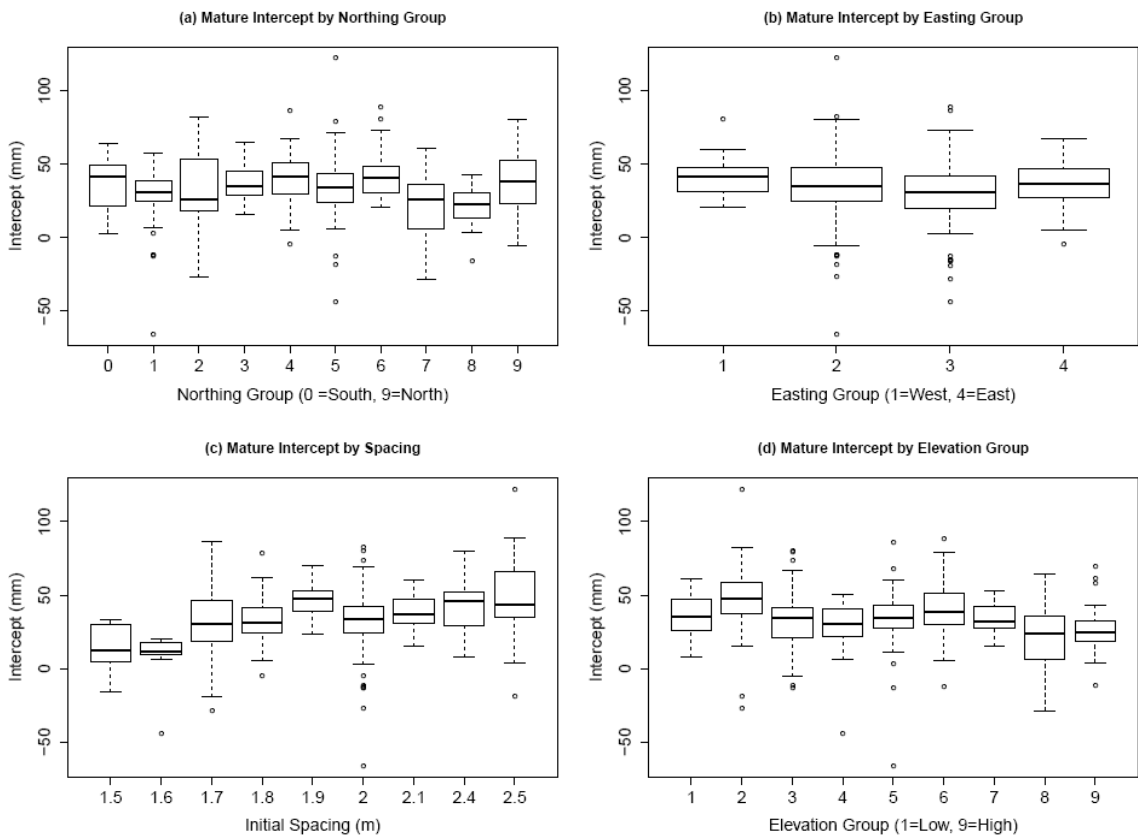 (a) Mature Intercept by Northing Group
Intercept (mm)
100
50
0
−50
0 1 2 3 4 5 6 7 8 9
Northing Group (0 =South, 9=North)
(b) Mature Intercept by Easting Group
Intercept (mm)
100
50
0
−50
1 2 3 4
Easting Group (1=West, 4=East)
(c) Mature Intercept by Spacing
Intercept (mm)
100
50
0
−50
1.5 1.6 1.7 1.8 1.9 2 2.1 2.4 2.5
Initial Spacing (m)
(d) Mature Intercept by Elevation Group
Intercept (mm)
100
50
0
−50
1 2 3 4 5 6 7 8 9
Elevation Group (1=Low, 9=High)